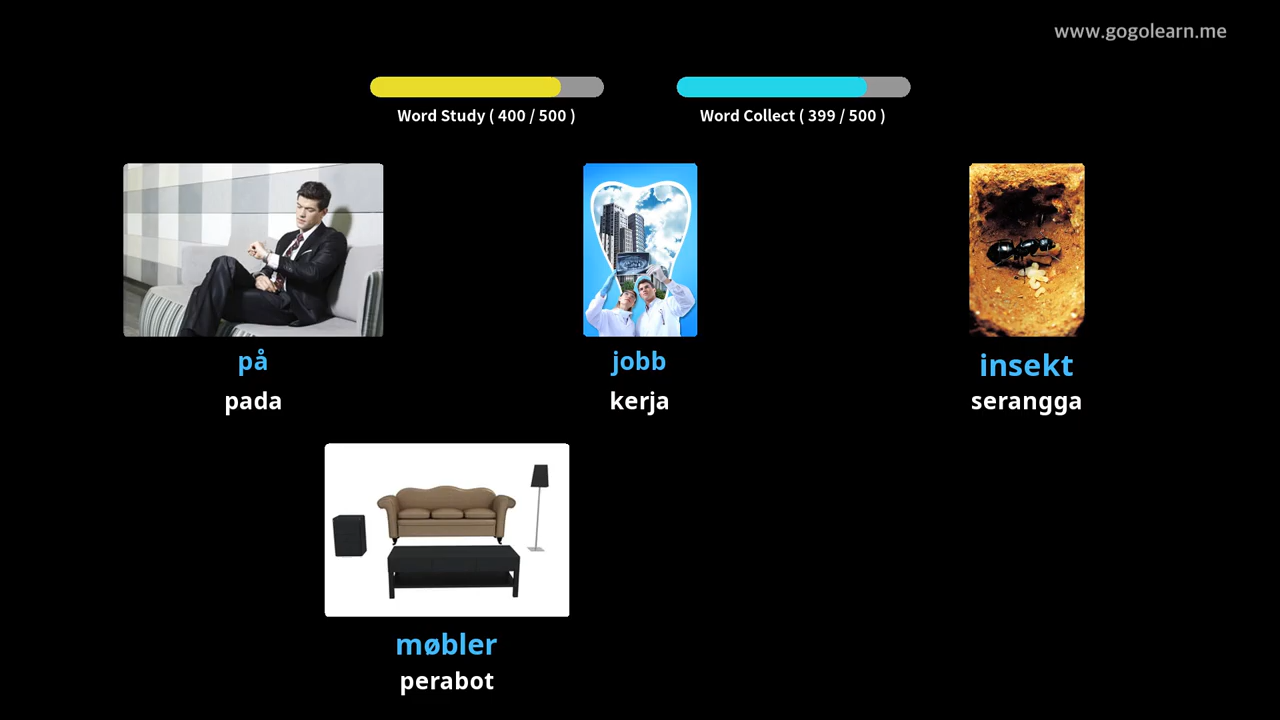 www.gogolearn.me
Word Study ( 400 / 500 )
Word Collect ( 399 / 500 )
på
pada
jobb
kerja
insekt
serangga
møbler
perabot